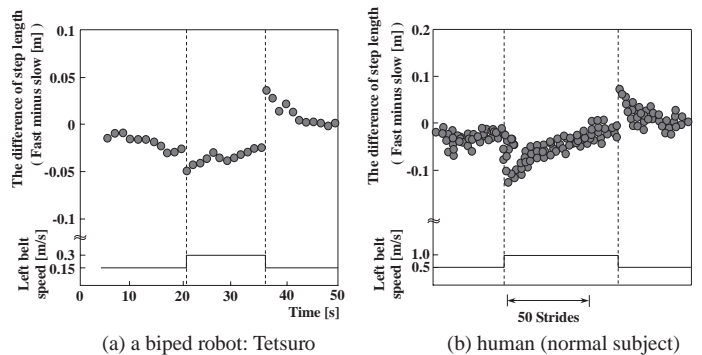 The difference of step length
( Fast minus slow [m] )
0.1
0.05
0
-0.05
-0.1
≈
Left belt
speed [m/s]
0.3
0.15
0 10 20 30 40 50
Time [s]
(a) a biped robot: Tetsuro
The difference of step length
( Fast minus slow [m] )
0.2
0.1
0
-0.1
≈
Left belt
speed [m/s]
1.0
0.5
50 Strides
(b) human (normal subject)